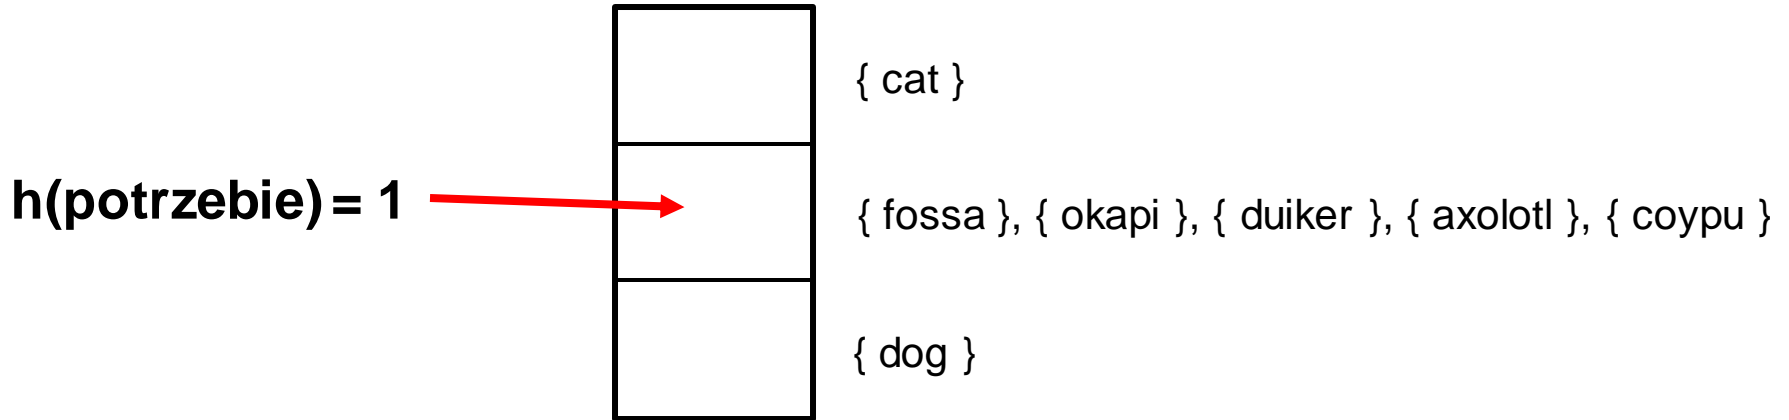 { cat }
h(potrzebie) = 1
{ fossa }, { okapi }, { duiker }, { axolotl }, { coypu }
{ dog }